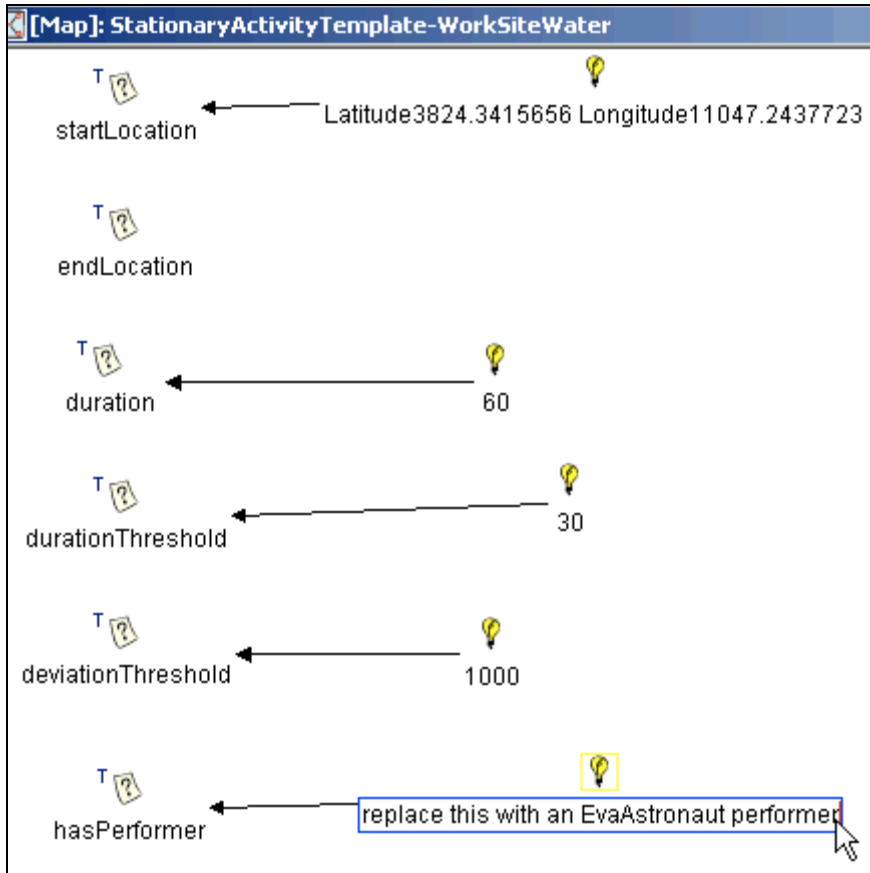 [Map]: StationaryActivityTemplate-WorkSiteWater
T ?
startLocation
Latitude3824.3415656 Longitude11047.2437723
T ?
endLocation
T ?
duration
60
T ?
durationThreshold
30
T ?
deviationThreshold
1000
T ?
hasPerformer
replace this with an EvaAstronaut performer